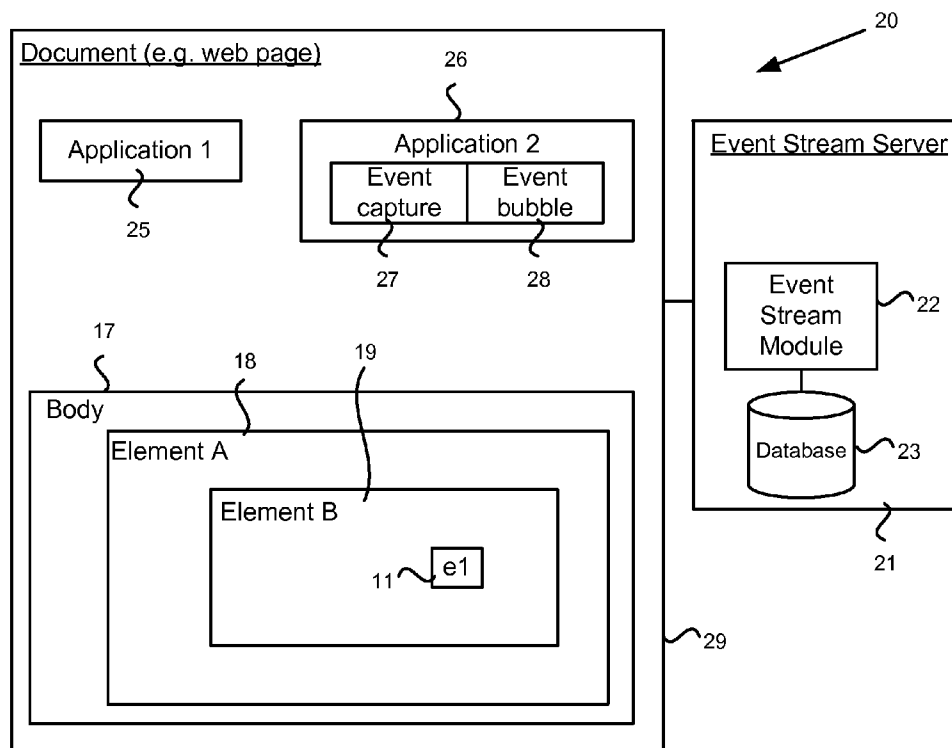 20
Document (e.g. web page)
26
Application 1
Application 2
Event capture
Event bubble
25
27
28
Event Stream Server
Event
Stream
Module
22
Database
23
21
17
18
19
Body
Element A
Element B
11
e1
29